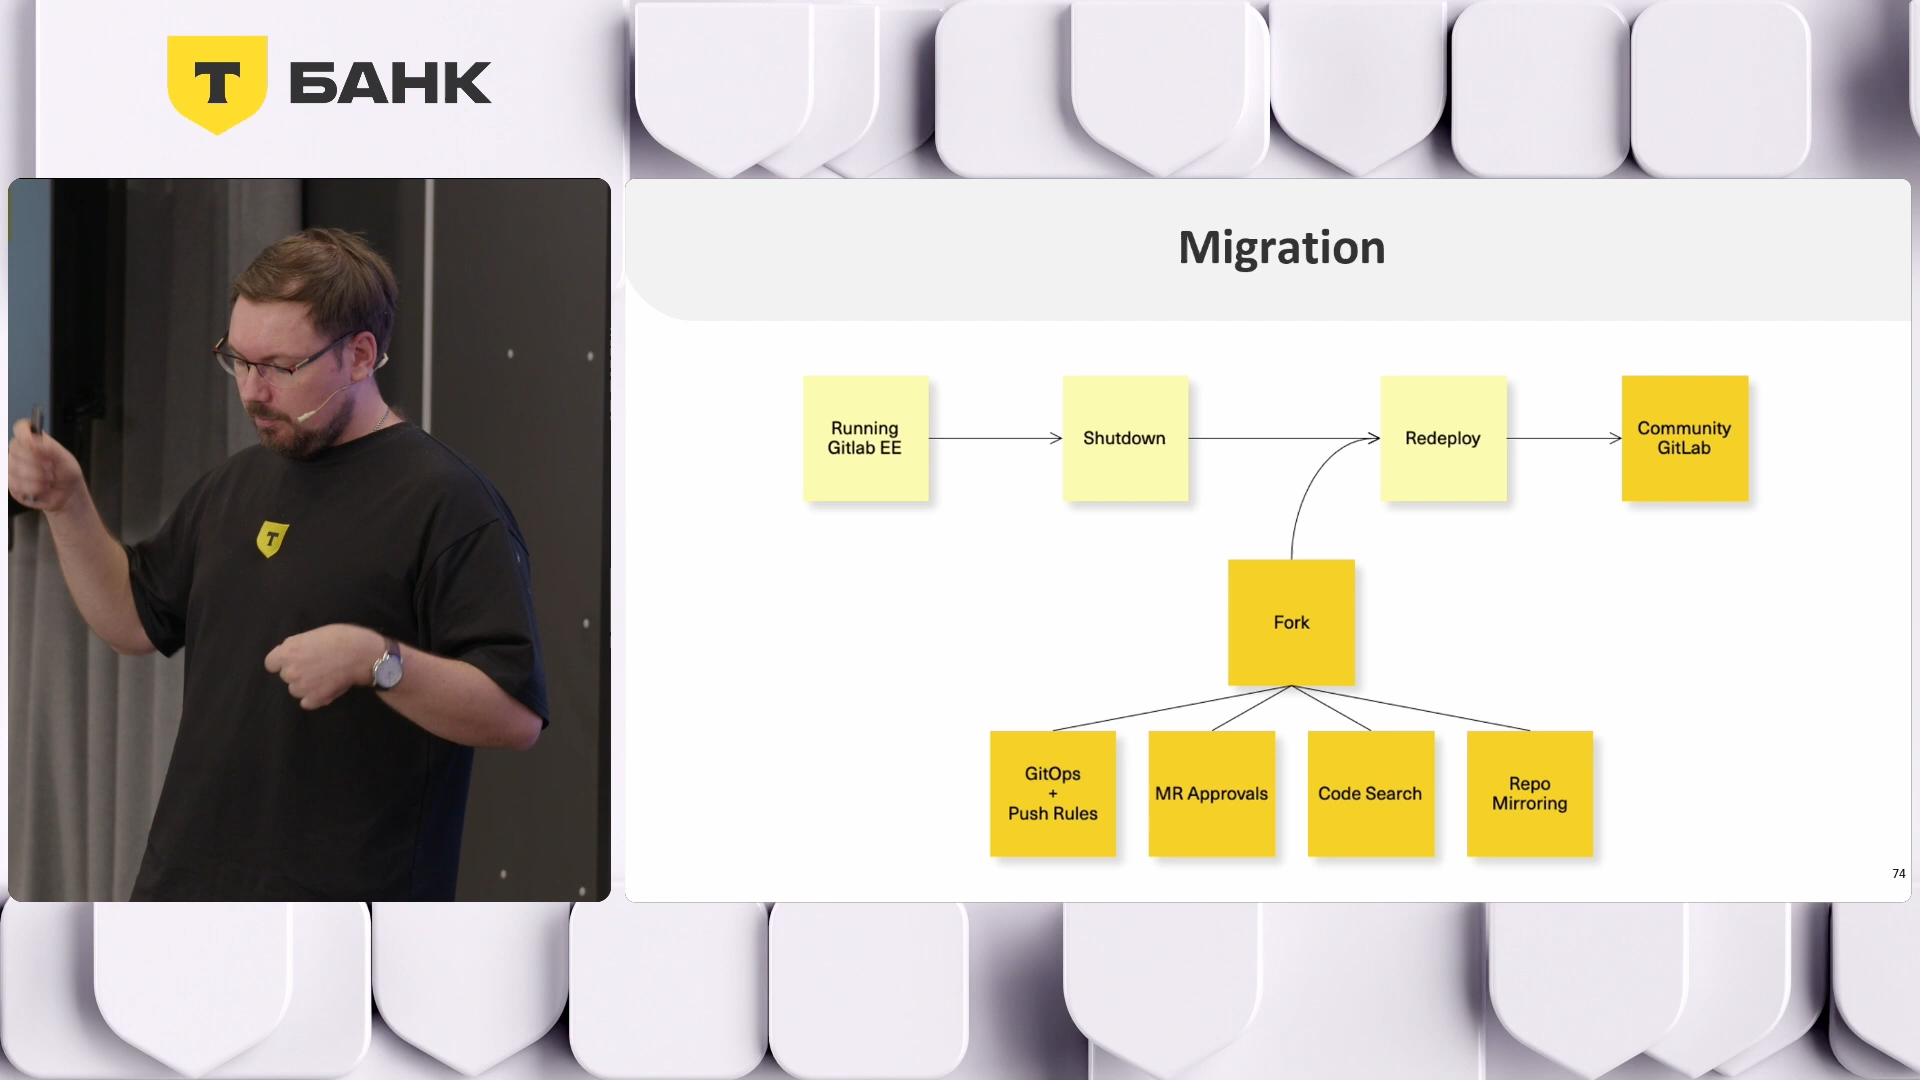 Т БАНК
Т
Migration
Running
Gitlab EE
Shutdown
Redeploy
Community
GitLab
Fork
GitOps
+
Push Rules
MR Approvals
Code Search
Repo
Mirroring
74